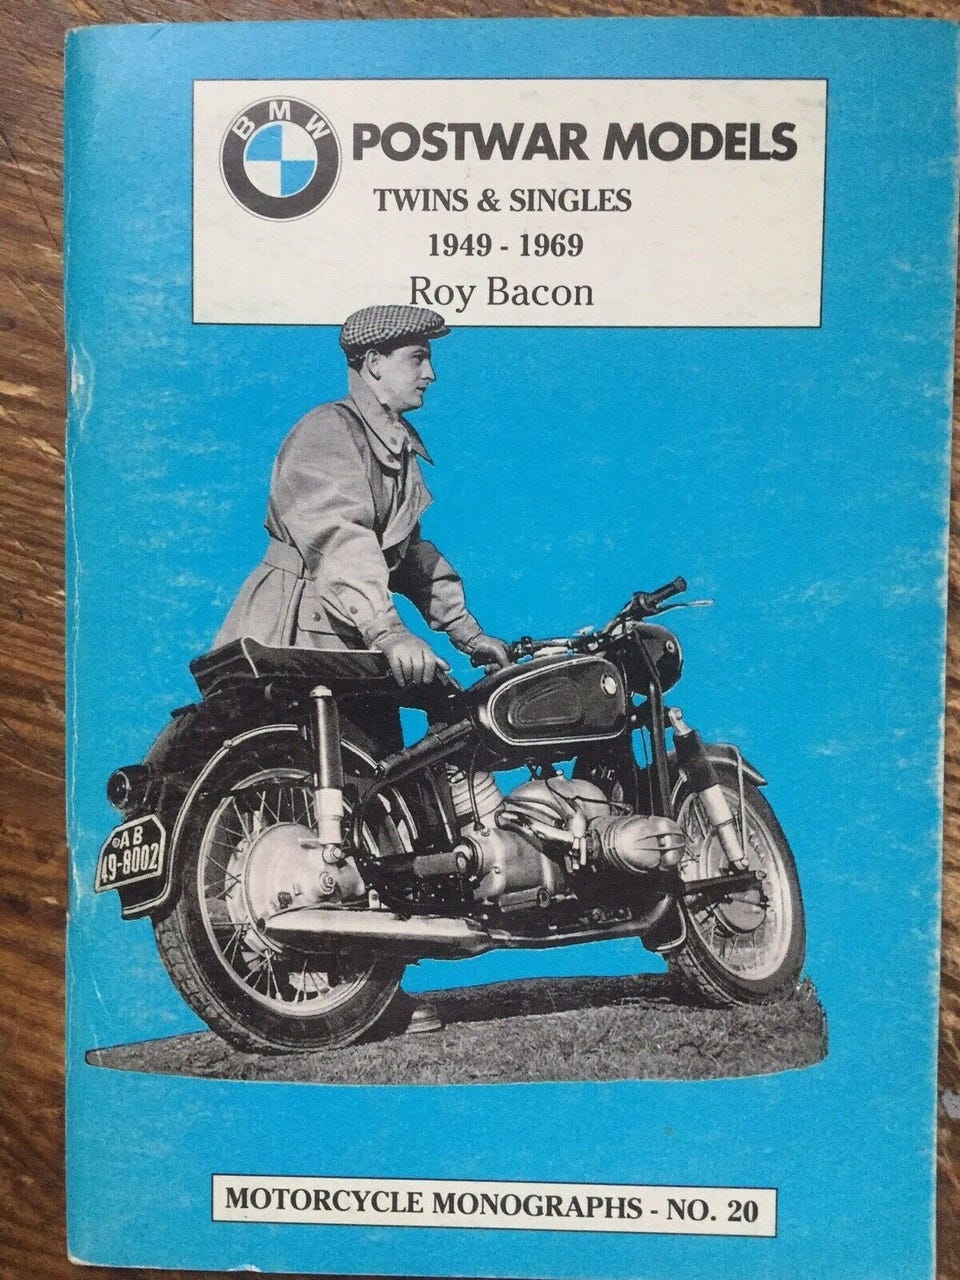 BMW
POSTWAR MODELS
TWINS & SINGLES
1949 - 1969
Roy Bacon
AB
49-8002
MOTORCYCLE MONOGRAPHS - NO. 20